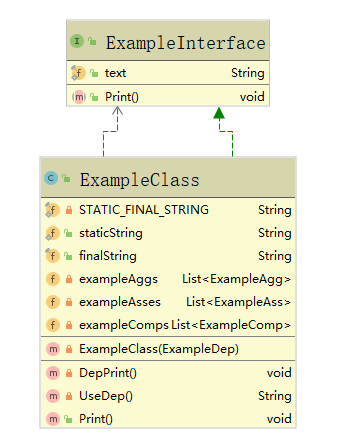 ExampleInterface
text String
Print() void
ExampleClass
STATIC_FINAL_STRING String
staticString String
finalString String
exampleAggs List<ExampleAgg>
exampleAsses List<ExampleAss>
exampleComps List<ExampleComp>
ExampleClass(ExampleDep)
DepPrint() void
UseDep() String
Print() void